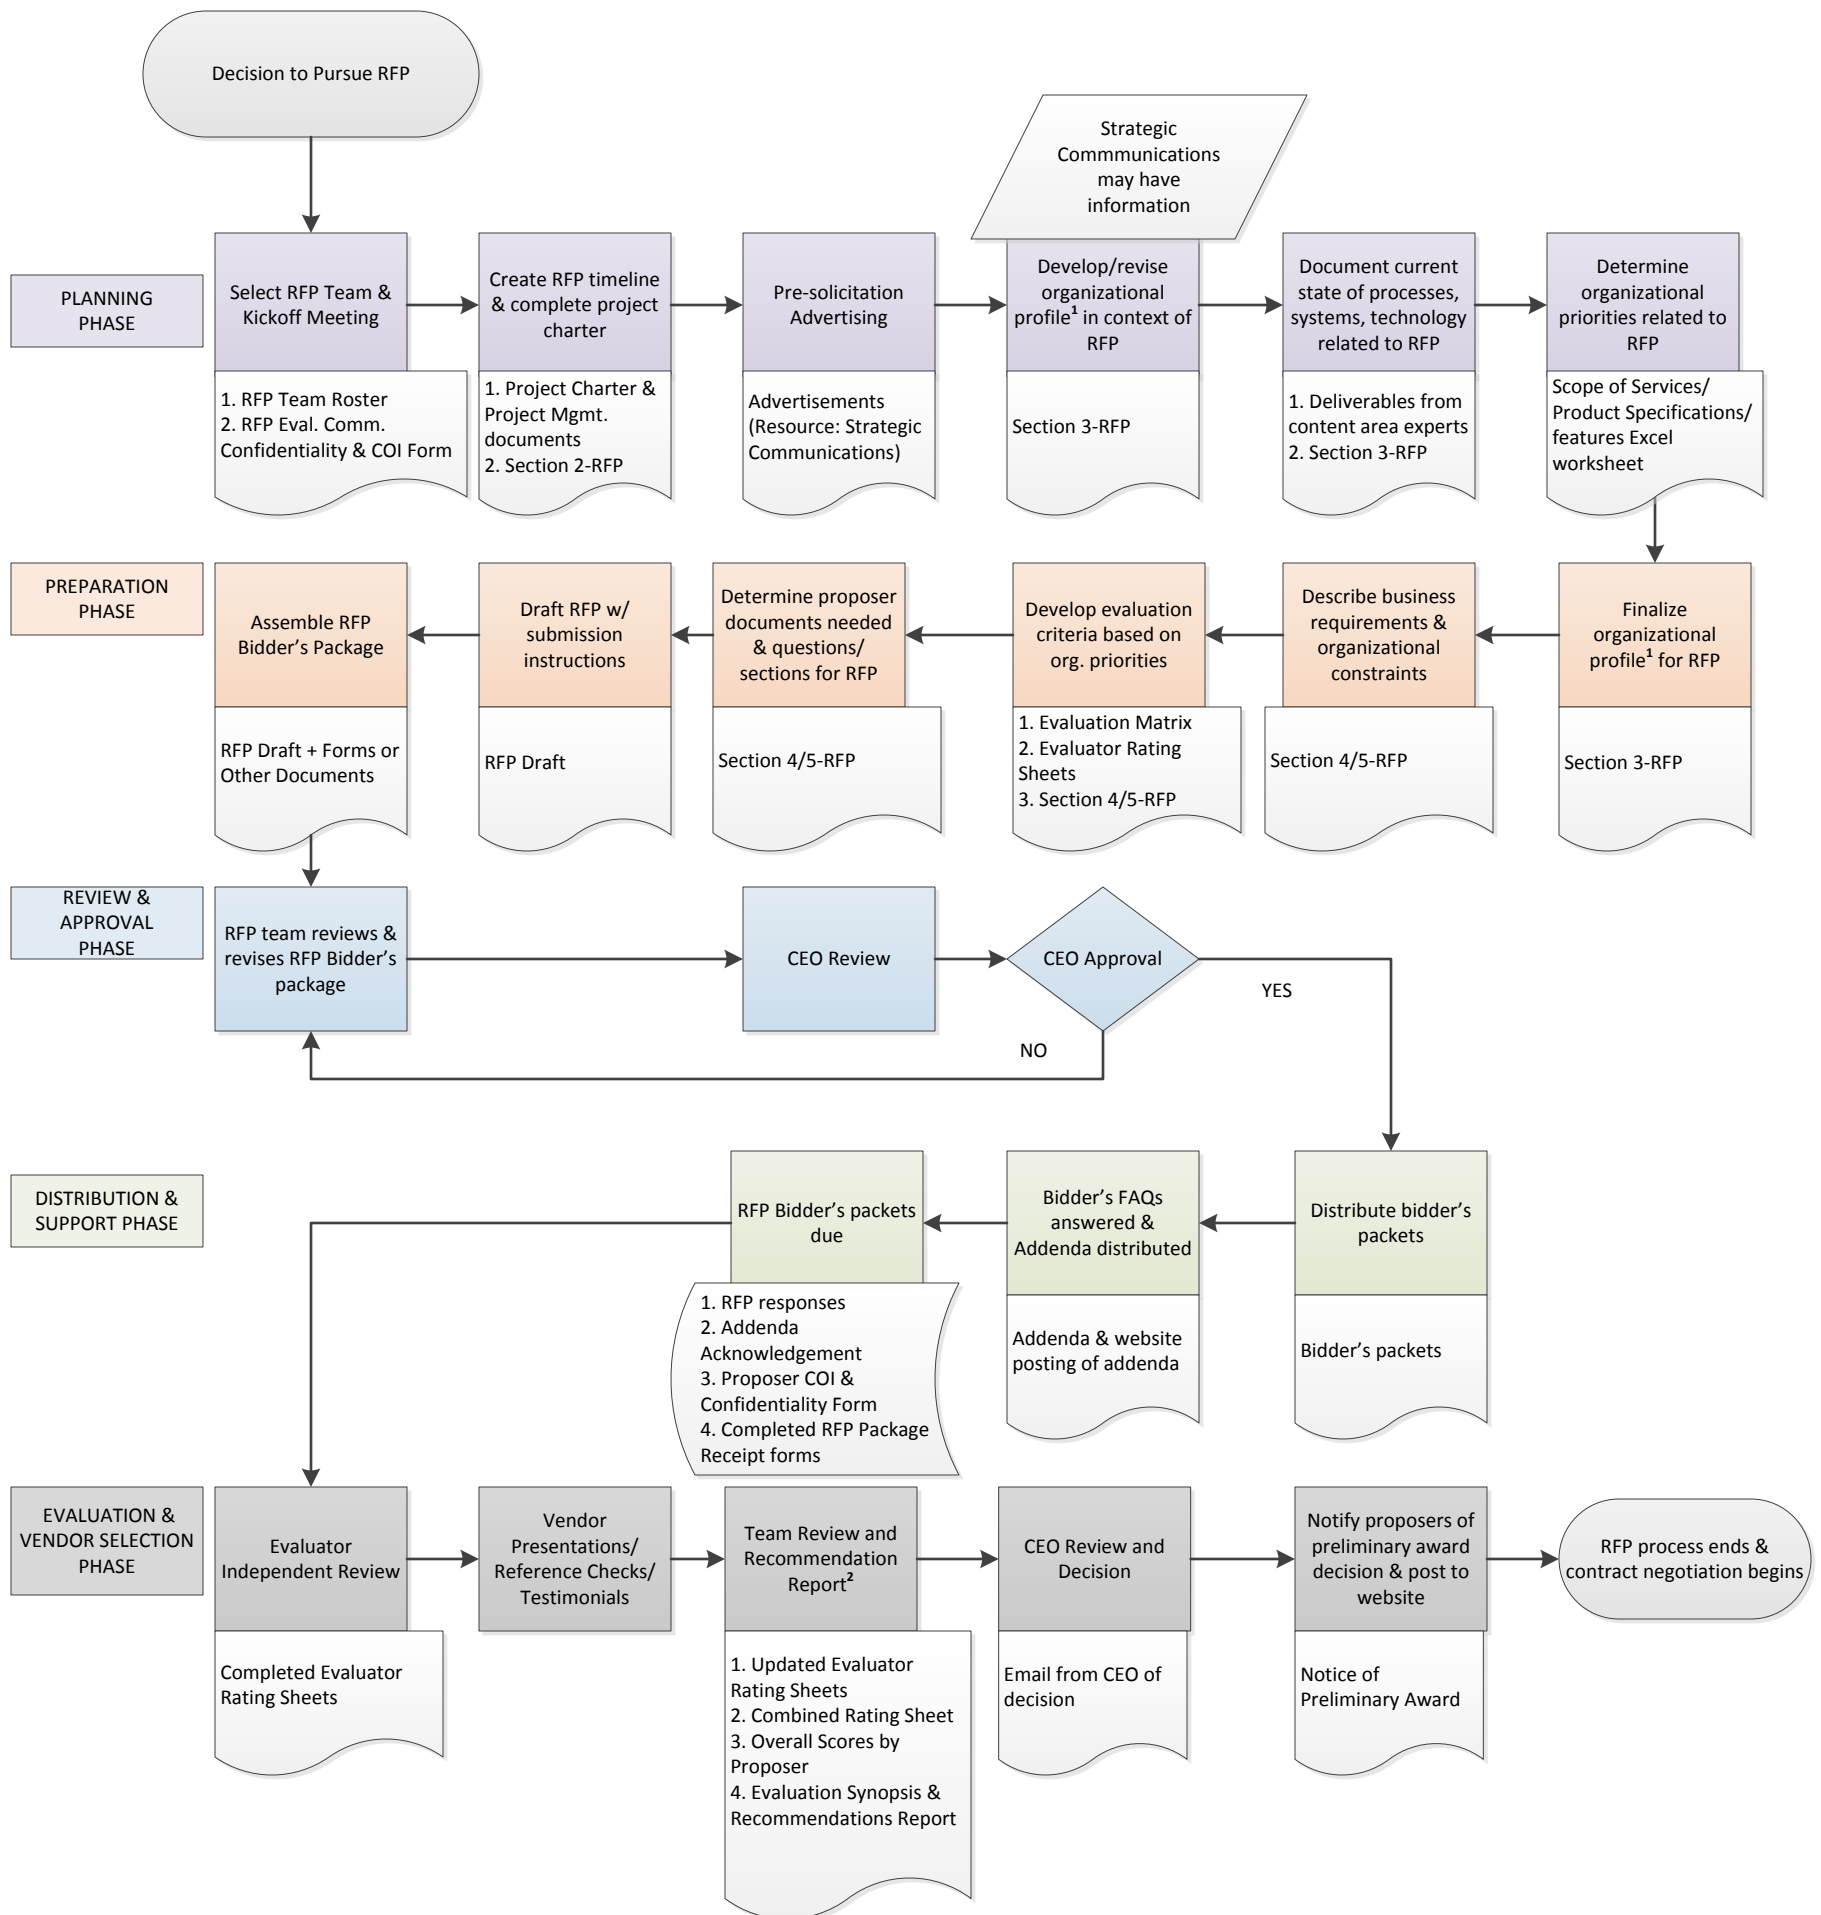 Decision to Pursue RFP
Strategic
Commmunications
may have
information
PLANNING
PHASE
Select RFP Team &
Kickoff Meeting
Create RFP timeline
& complete project
charter
Pre-solicitation
Advertising
Develop/revise
organizational
profile¹ in context of
RFP
Document current
state of processes,
systems, technology
related to RFP
Determine
organizational
priorities related to
RFP
1. RFP Team Roster
2. RFP Eval. Comm.
Confidentiality & COI Form
1. Project Charter &
Project Mgmt.
documents
2. Section 2-RFP
Advertisements
(Resource: Strategic
Communications)
Section 3-RFP
1. Deliverables from
content area experts
2. Section 3-RFP
Scope of Services/
Product Specifications/
features Excel
worksheet
PREPARATION
PHASE
Assemble RFP
Bidder’s Package
Draft RFP w/
submission
instructions
Determine proposer
documents needed
& questions/
sections for RFP
Develop evaluation
criteria based on
org. priorities
Describe business
requirements &
organizational
constraints
Finalize
organizational
profile¹ for RFP
RFP Draft + Forms or
Other Documents
RFP Draft
Section 4/5-RFP
1. Evaluation Matrix
2. Evaluator Rating
Sheets
3. Section 4/5-RFP
Section 4/5-RFP
Section 3-RFP
REVIEW &
APPROVAL
PHASE
RFP team reviews &
revises RFP Bidder’s
package
CEO Review
CEO Approval
YES
NO
DISTRIBUTION &
SUPPORT PHASE
RFP Bidder’s packets
due
Bidder’s FAQs
answered &
Addenda distributed
Distribute bidder’s
packets
1. RFP responses
2. Addenda
Acknowledgement
3. Proposer COI &
Confidentiality Form
4. Completed RFP Package
Receipt forms
Addenda & website
posting of addenda
Bidder’s packets
EVALUATION &
VENDOR SELECTION
PHASE
Evaluator
Independent Review
Vendor
Presentations/
Reference Checks/
Testimonials
Team Review and
Recommendation
Report²
CEO Review and
Decision
Notify proposers of
preliminary award
decision & post to
website
RFP process ends &
contract negotiation begins
Completed Evaluator
Rating Sheets
1. Updated Evaluator
Rating Sheets
2. Combined Rating Sheet
3. Overall Scores by
Proposer
4. Evaluation Synopsis &
Recommendations Report
Email from CEO of
decision
Notice of
Preliminary Award